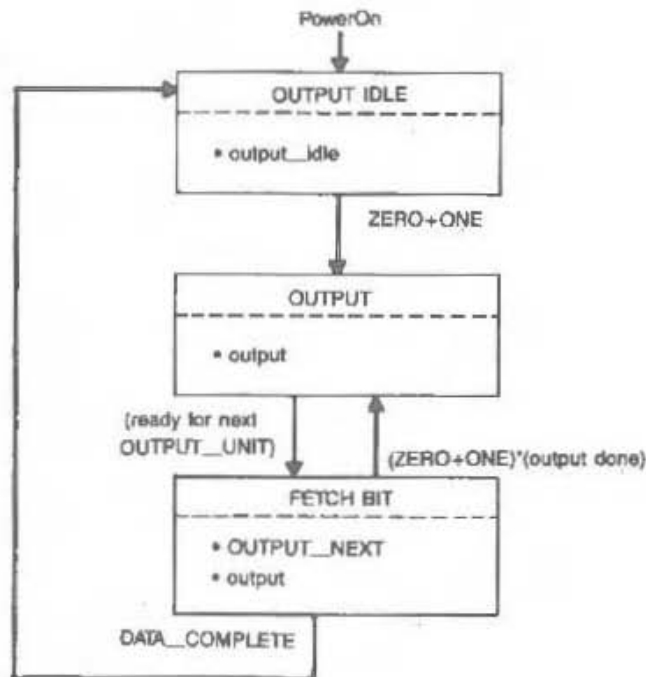 PowerOn
OUTPUT IDLE
• output_idle
ZERO+ONE
OUTPUT
• output
(ready for next
OUTPUT_UNIT)
(ZERO+ONE)*(output done)
FETCH BIT
• OUTPUT_NEXT
• output
DATA_COMPLETE